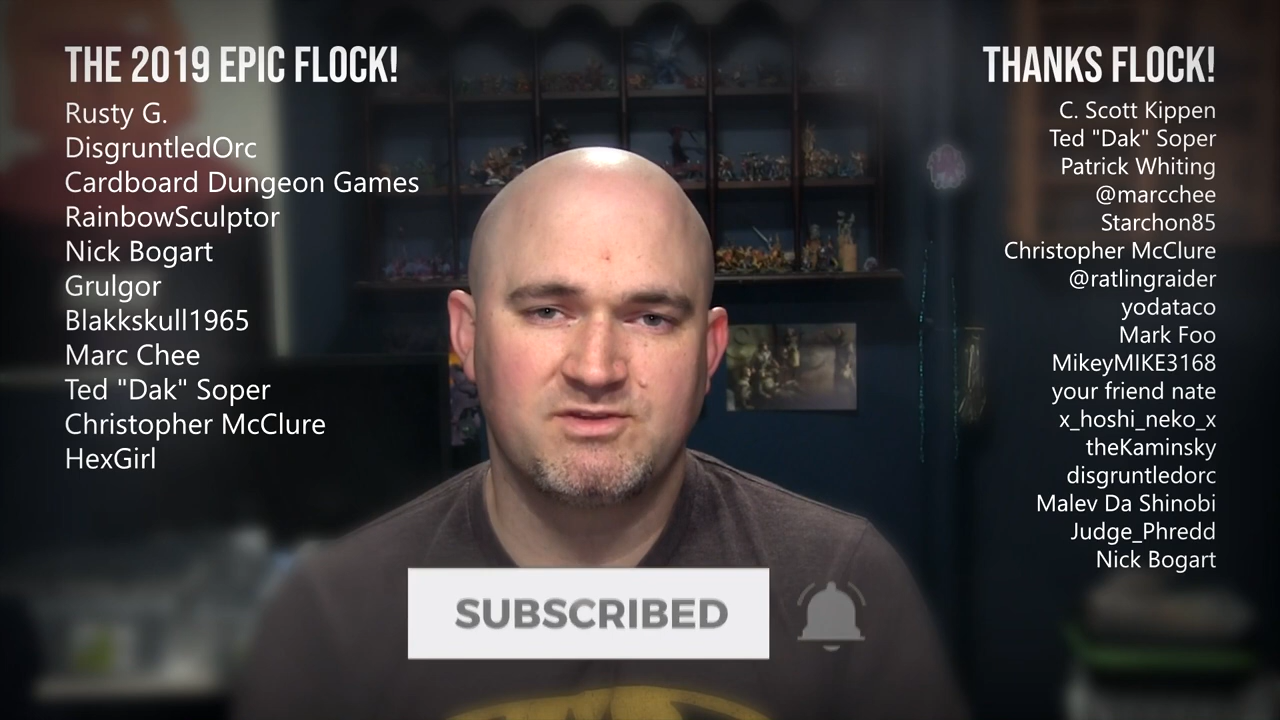 THE 2019 EPIC FLOCK!
Rusty G.
DisgruntledOrc
Cardboard Dungeon Games
RainbowSculptor
Nick Bogart
Grulgor
Blakkskull1965
Marc Chee
Ted "Dak" Soper
Christopher McClure
HexGirl
THANKS FLOCK!
C. Scott Kippen
Ted "Dak" Soper
Patrick Whiting
@marcchee
Starchon85
Christopher McClure
@ratlingraider
yodataco
Mark Foo
MikeyMIKE3168
your friend nate
x_hoshi_neko_x
theKaminsky
disgruntledorc
Malev Da Shinobi
Judge_Phredd
Nick Bogart
SUBSCRIBED